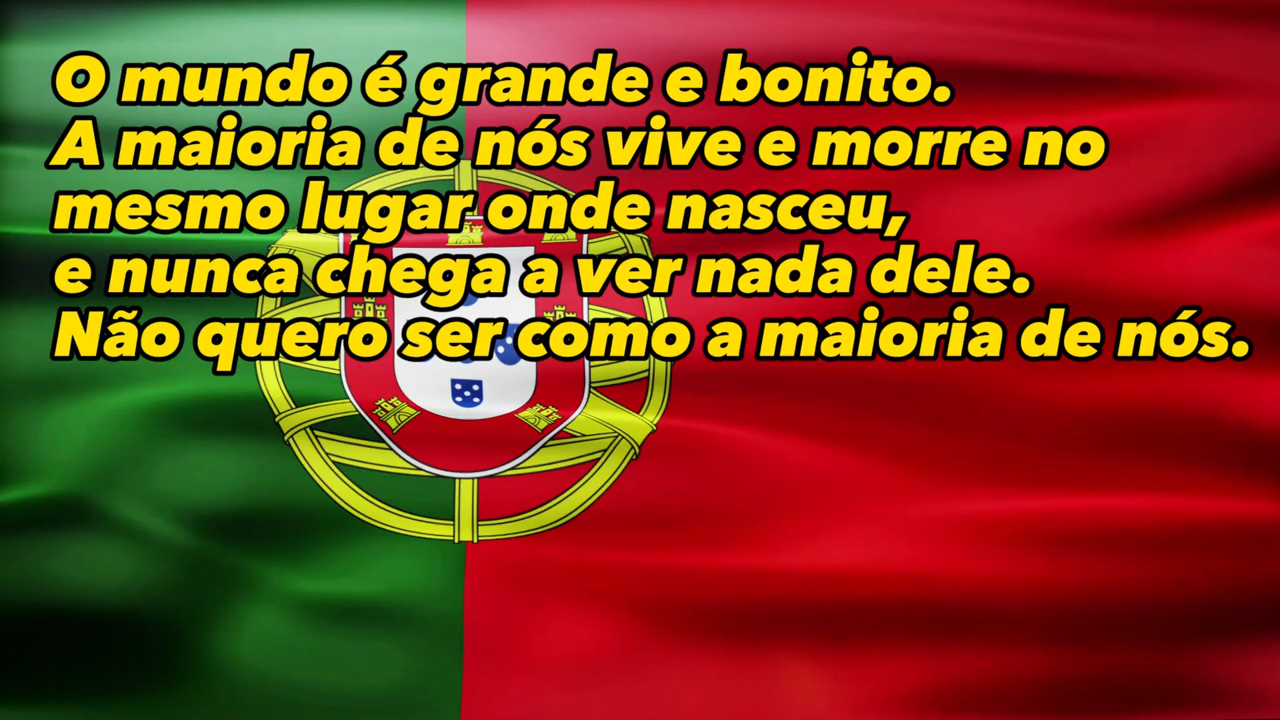 O mundo é grande e bonito.
A maioria de nós vive e morre no
mesmo lugar onde nasceu,
e nunca chega a ver nada dele.
Não quero ser como a maioria de nós.